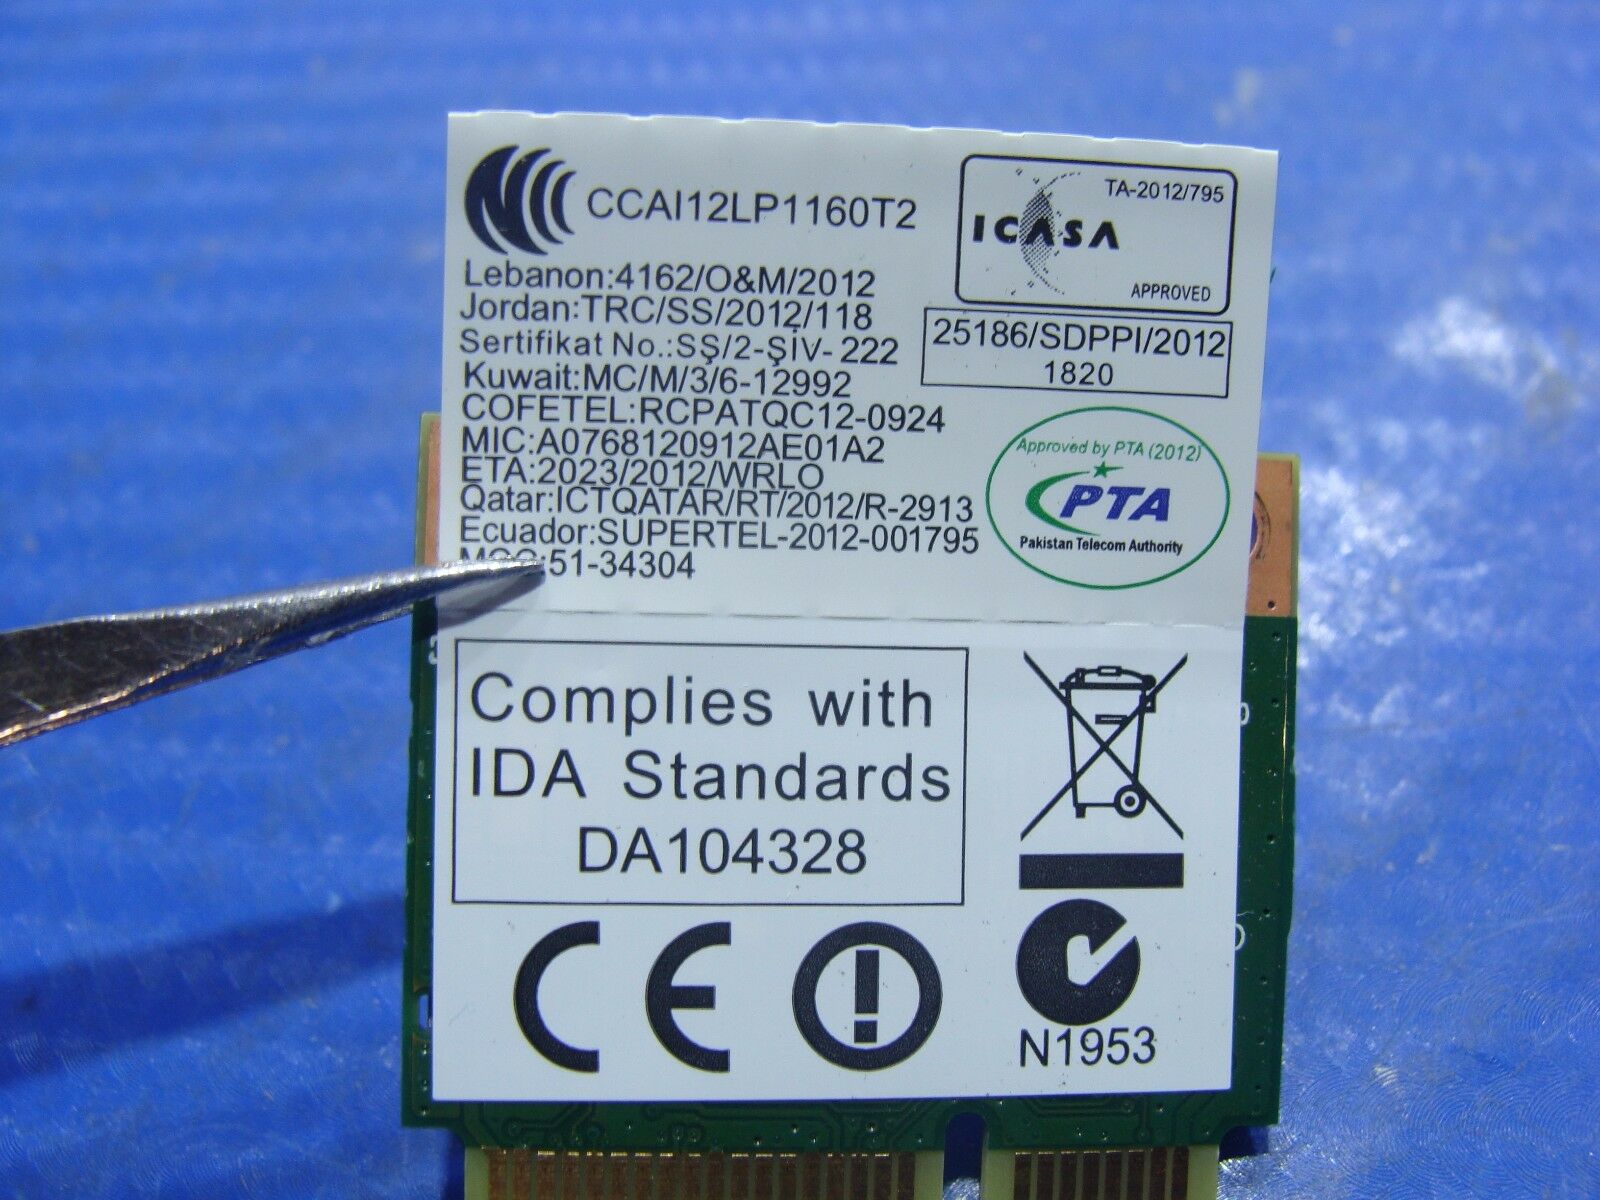 CCAI12LP1160T2
TA-2012/795
ICASA
APPROVED
Lebanon:4162/O&M/2012
Jordan:TRC/SS/2012/118
Sertifikat No.:SŞ/2-ŞİV-222
Kuwait:MC/M/3/6-12992
COFETEL:RCPATQC12-0924
MIC:A0768120912AE01A2
ETA:2023/2012/WRLO
Qatar:ICTQATAR/RT/2012/R-2913
Ecuador:SUPERTEL-2012-001795
:51-34304
25186/SDPPI/2012
1820
Approved by PTA (2012)
PTA
Pakistan Telecom Authority
Complies with
IDA Standards
DA104328
CE
N1953